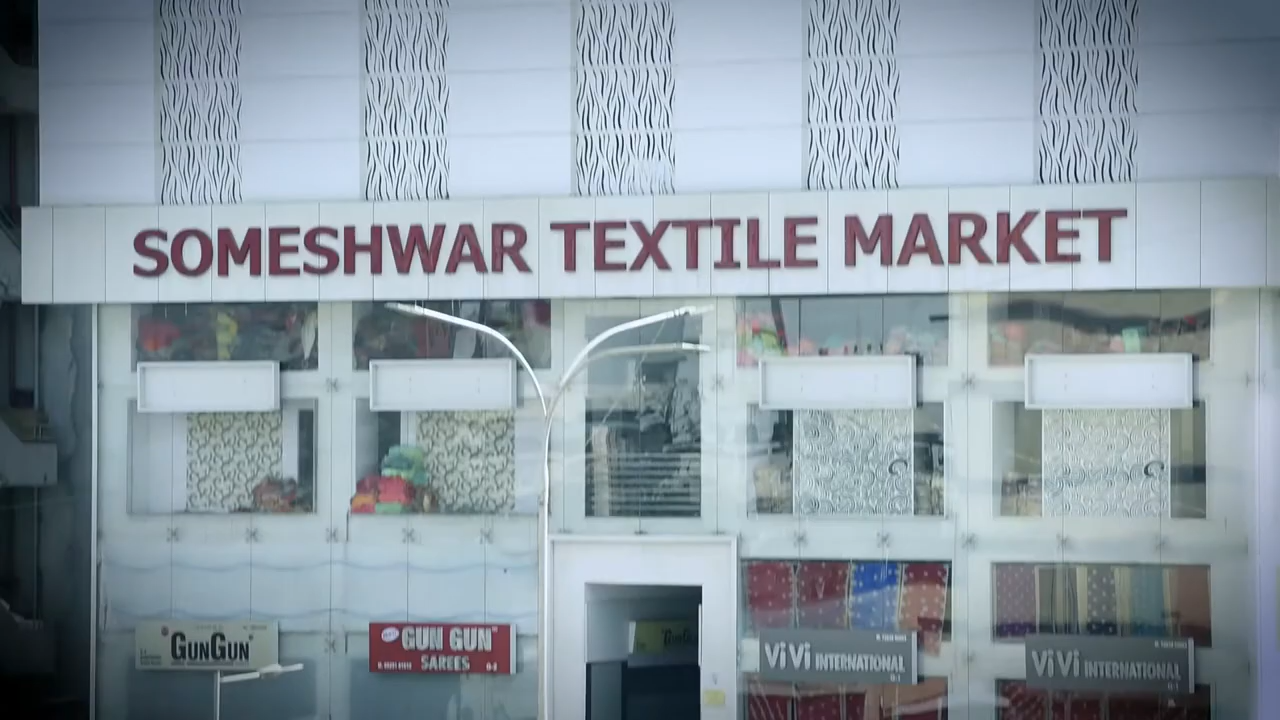 SOMESHWAR TEXTILE MARKET
GUNGUN
GUN GUN
SAREES
ViVi INTERNATIONAL
ViVi INTERNATIONAL